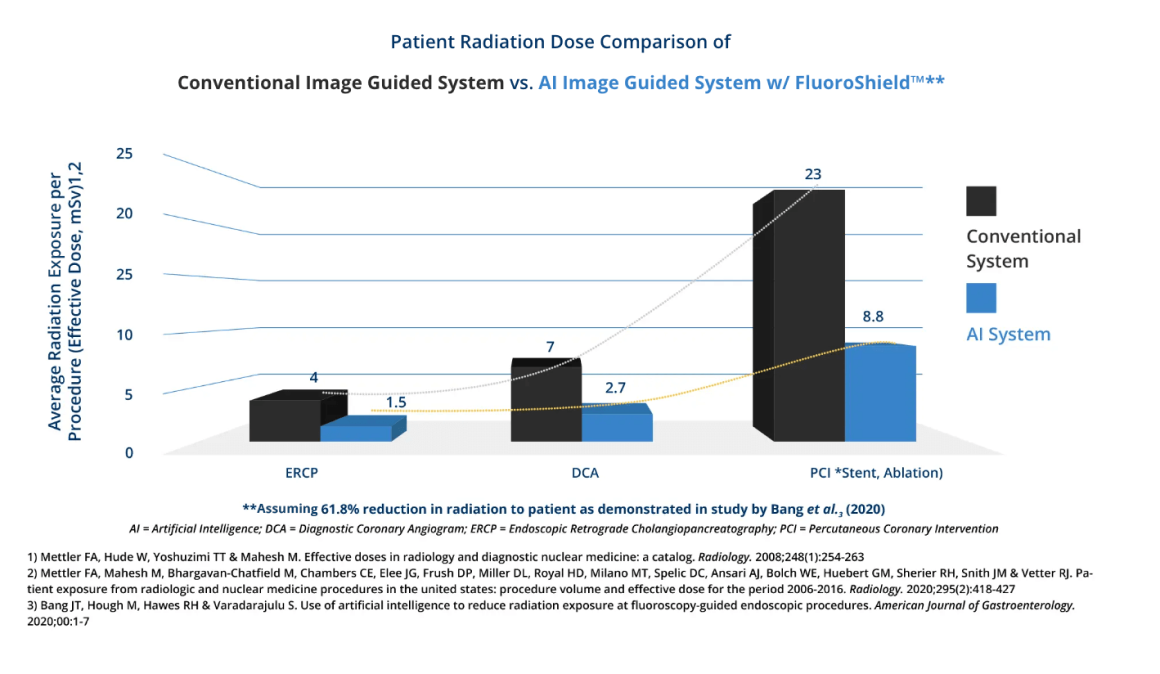 Patient Radiation Dose Comparison of
Conventional Image Guided System vs. AI Image Guided System w/ FluoroShield™**
Average Radiation Exposure per
Procedure (Effective Dose, mSv)1,2
25
20
25
10
5
0
4
1.5
7
2.7
23
8.8
ERCP
DCA
PCI *Stent, Ablation)
Conventional
System
AI System
**Assuming 61.8% reduction in radiation to patient as demonstrated in study by Bang et al.,3 (2020)
AI = Artificial Intelligence; DCA = Diagnostic Coronary Angiogram; ERCP = Endoscopic Retrograde Cholangiopancreatography; PCI = Percutaneous Coronary Intervention
1) Mettler FA, Hude W, Yoshuzimi TT & Mahesh M. Effective doses in radiology and diagnostic nuclear medicine: a catalog. Radiology. 2008;248(1):254-263
2) Mettler FA, Mahesh M, Bhargavan-Chatfield M, Chambers CE, Elee JG, Frush DP, Miller DL, Royal HD, Milano MT, Spelic DC, Ansari AJ, Bolch WE, Huebert GM, Sherier RH, Snith JM & Vetter RJ. Pa-
tient exposure from radiologic and nuclear medicine procedures in the united states: procedure volume and effective dose for the period 2006-2016. Radiology. 2020;295(2):418-427
3) Bang JT, Hough M, Hawes RH & Varadarajulu S. Use of artificial intelligence to reduce radiation exposure at fluoroscopy-guided endoscopic procedures. American Journal of Gastroenterology.
2020;00:1-7